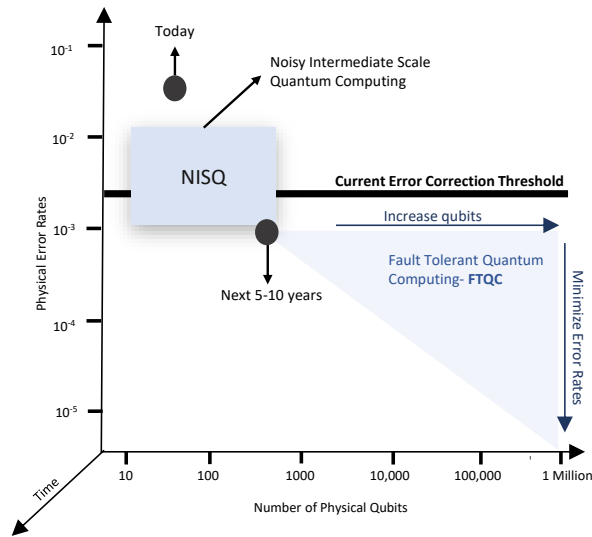 Today
10-1
Noisy Intermediate Scale
Quantum Computing
10-2
NISQ
Current Error Correction Threshold
Increase qubits
10-3
Fault Tolerant Quantum
Computing- FTQC
Next 5-10 years
Minimize Error Rates
Physical Error Rates
10-4
10-5
Time
10
100
1000
10,000
100,000
1 Million
Number of Physical Qubits